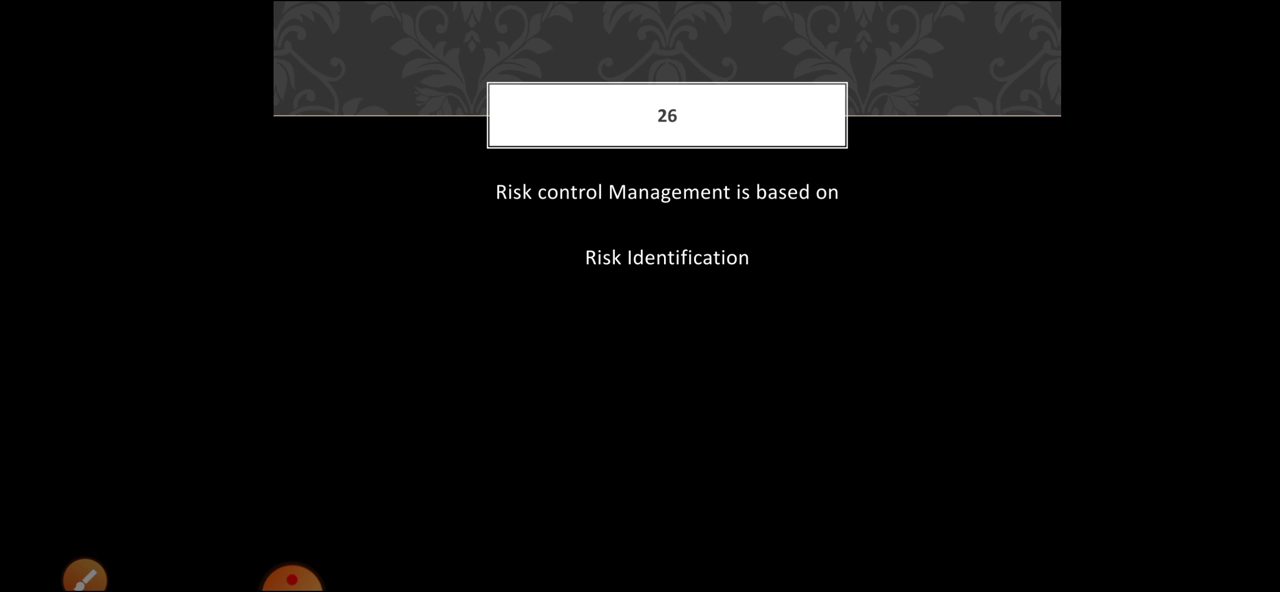 26
Risk control Management is based on
Risk Identification